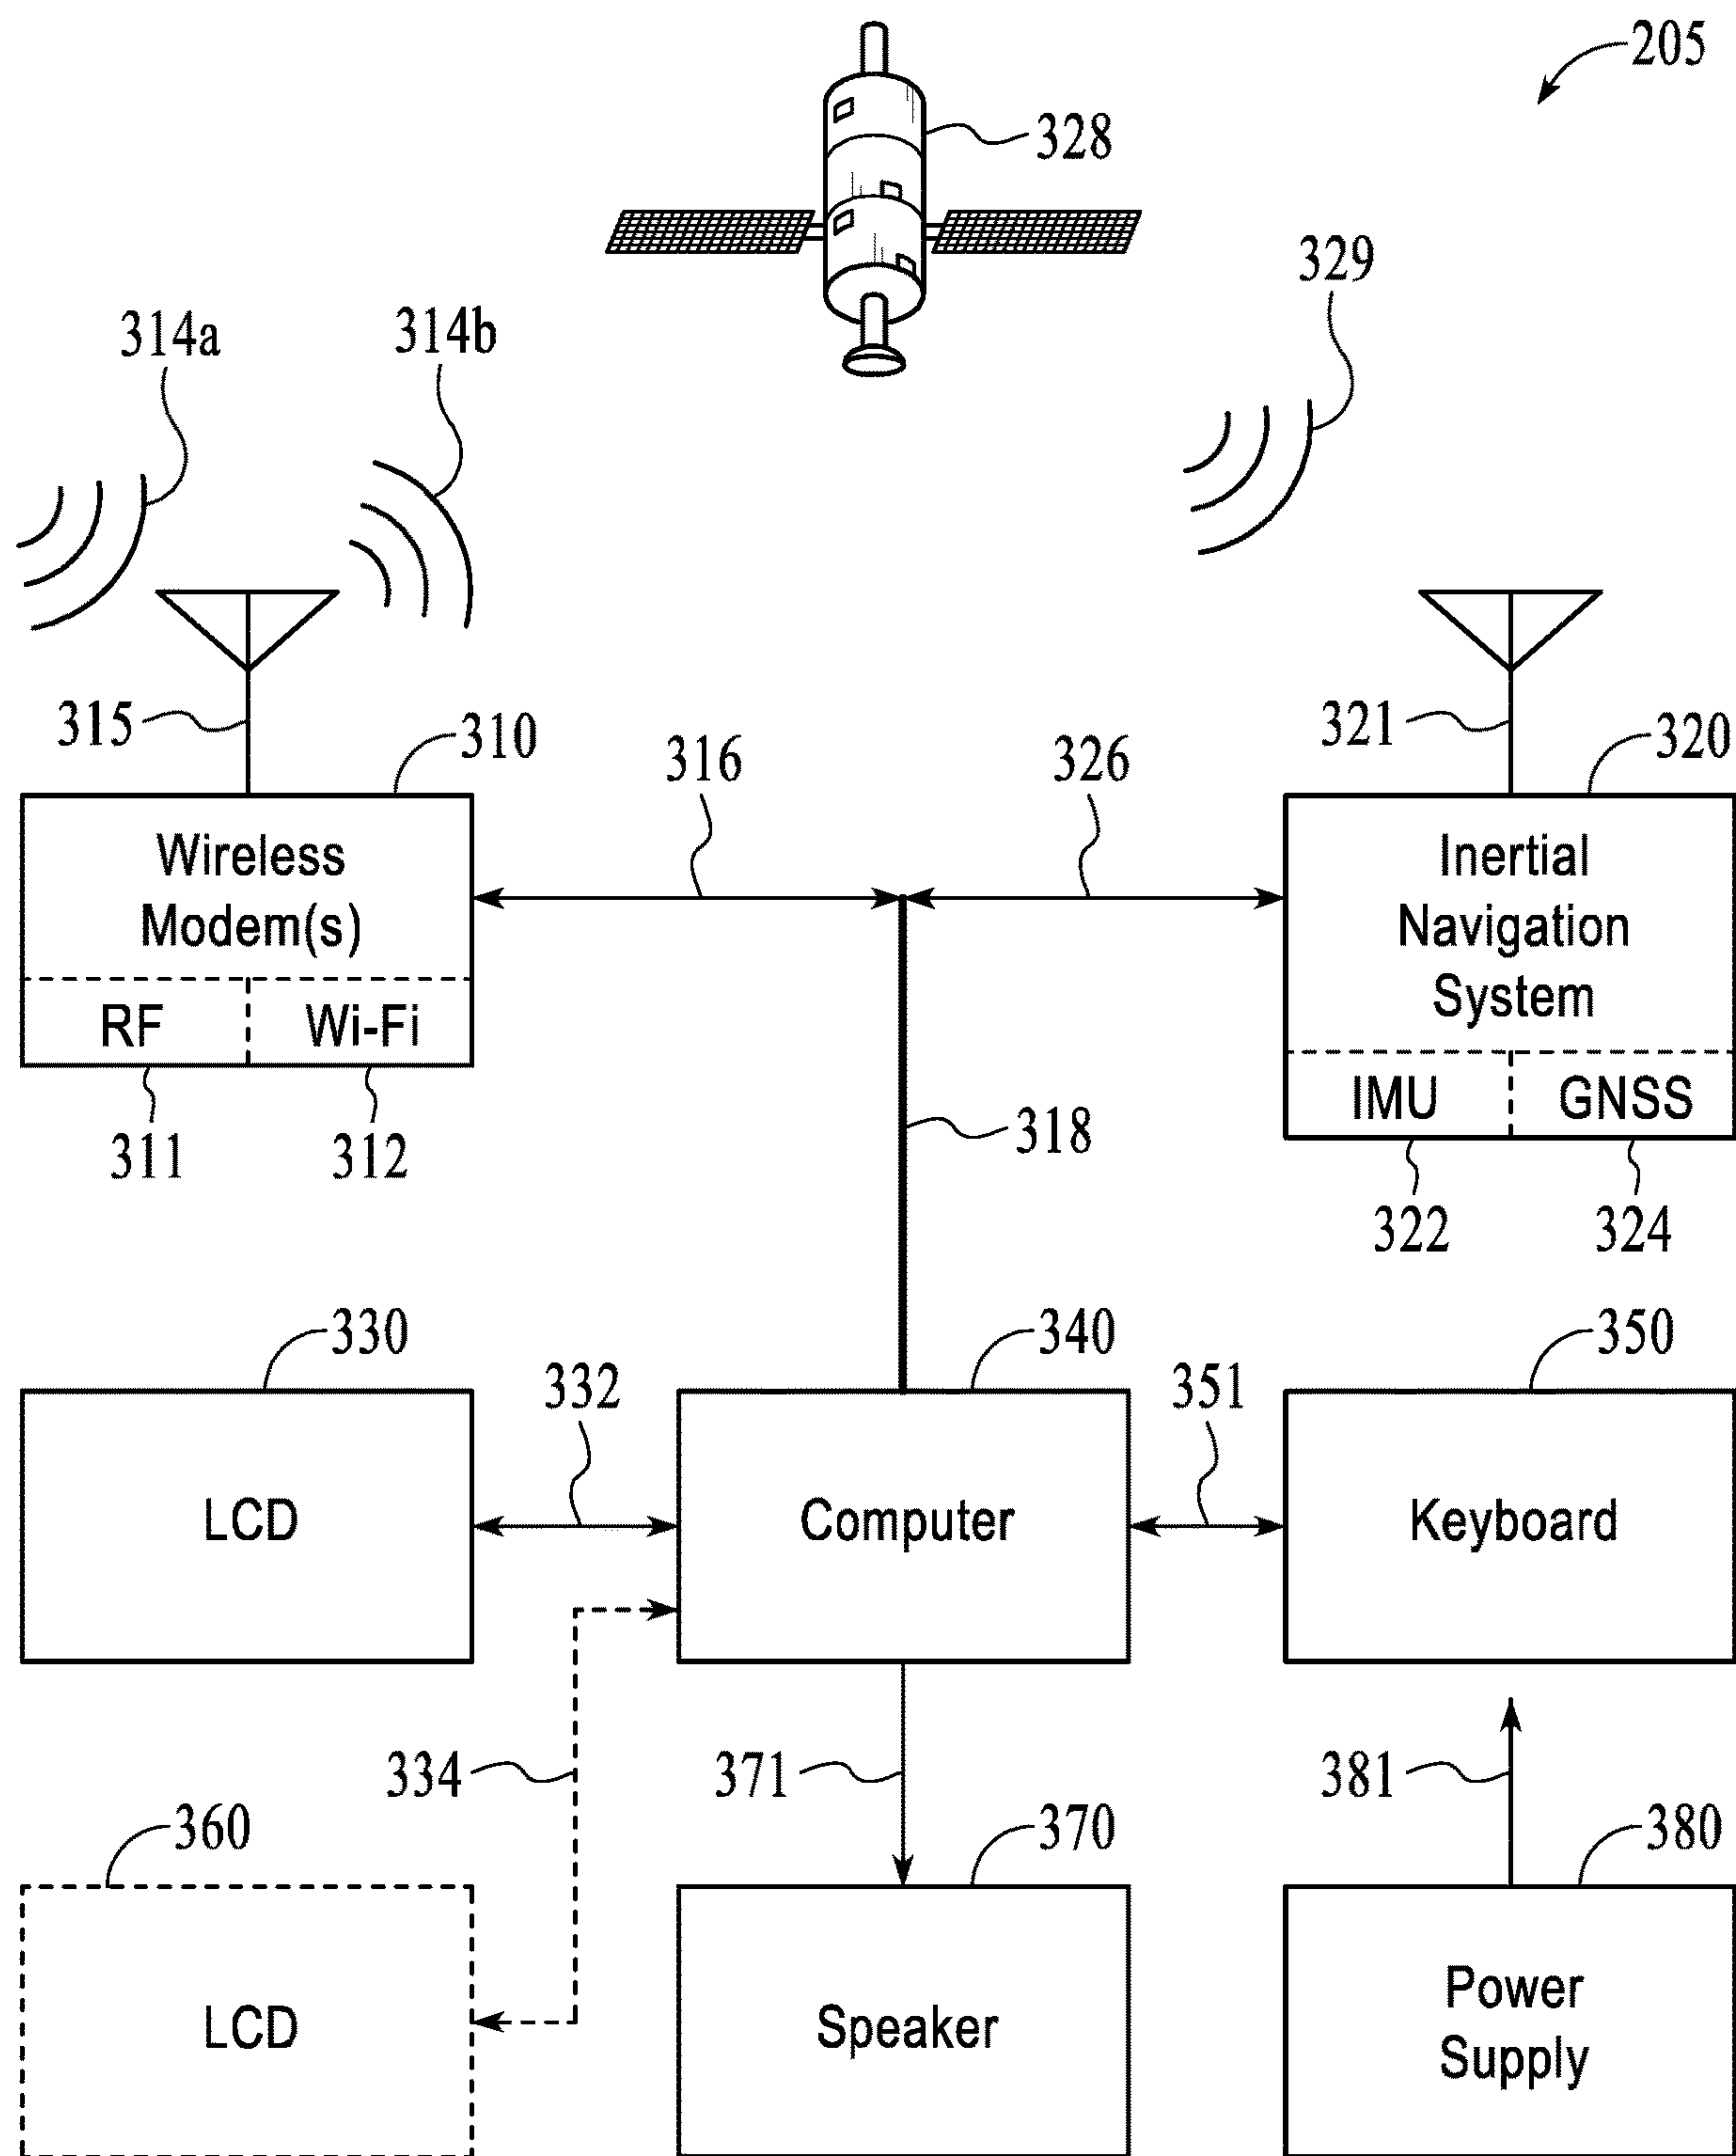 205
328
329
314a
314b
315
310
316
326
321
320
Wireless
Modem(s)
RF
Wi-Fi
311
312
Inertial
Navigation
System
IMU
GNSS
322
324
318
330
332
340
351
350
LCD
Computer
Keyboard
334
371
381
360
370
380
LCD
Speaker
Power
Supply